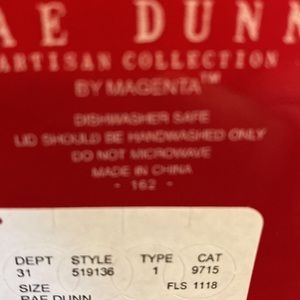 RAE DUNN
ARTISAN COLLECTION
BY MAGENTA™
DISHWASHER SAFE
LID SHOULD BE HANDWASHED ONLY
DO NOT MICROWAVE
MADE IN CHINA
- 162 -
DEPT STYLE TYPE CAT
31 519136 1 9715
SIZE FLS 1118
RAE DUNN